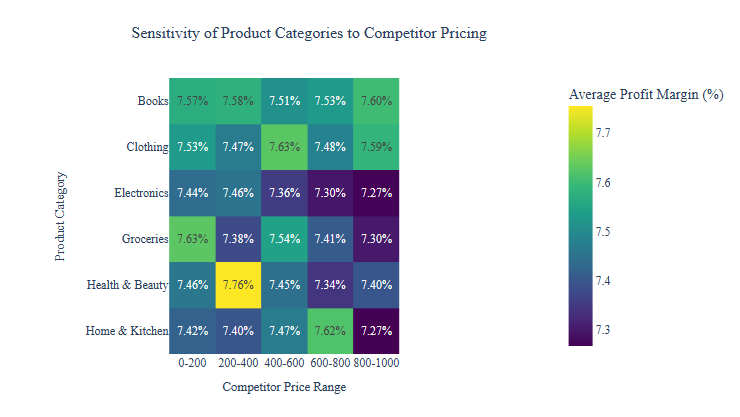 Sensitivity of Product Categories to Competitor Pricing
Average Profit Margin (%)
Product Category
Books 7.57% 7.58% 7.51% 7.53% 7.60%
Clothing 7.53% 7.47% 7.63% 7.48% 7.59%
Electronics 7.44% 7.46% 7.36% 7.30% 7.27%
Groceries 7.63% 7.38% 7.54% 7.41% 7.30%
Health & Beauty 7.46% 7.76% 7.45% 7.34% 7.40%
Home & Kitchen 7.42% 7.40% 7.47% 7.62% 7.27%
0-200 200-400 400-600 600-800 800-1000
Competitor Price Range
7.7
7.6
7.5
7.4
7.3